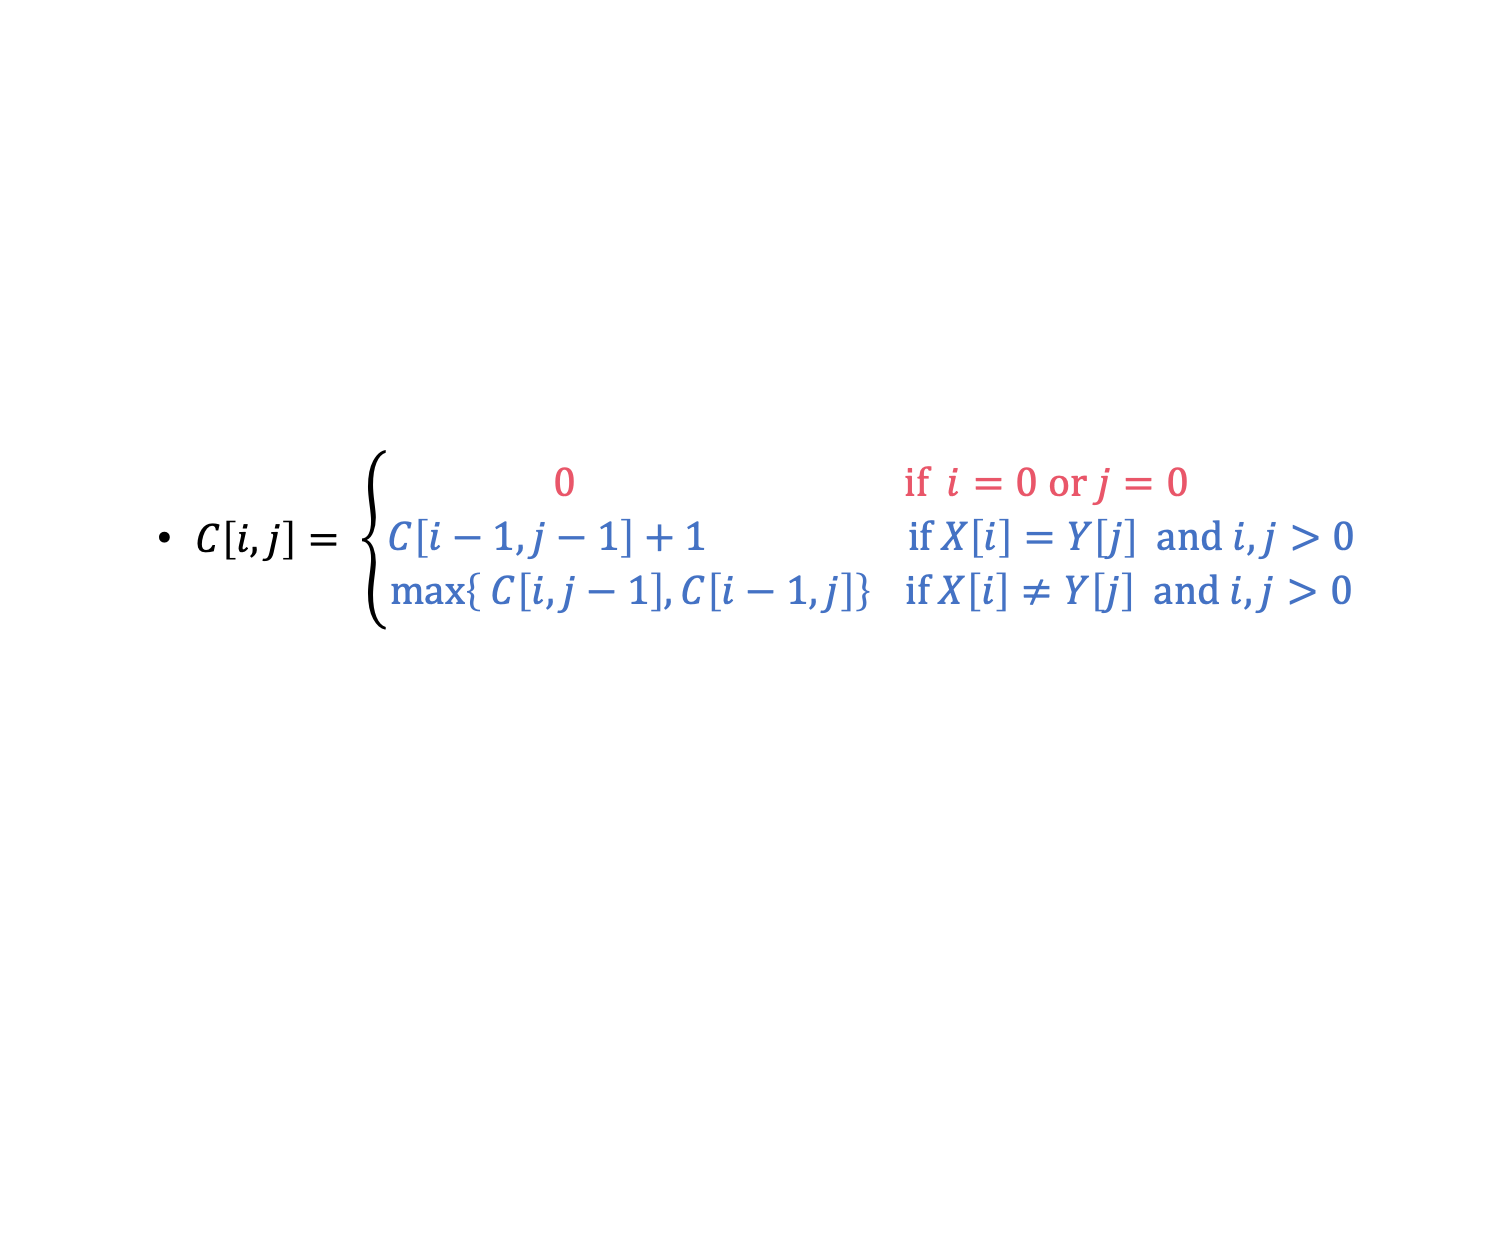 • C[i, j] = { 0 if i = 0 or j = 0
C[i − 1, j − 1] + 1 if X[i] = Y[j] and i, j > 0
max{ C[i, j − 1], C[i − 1, j]} if X[i] ≠ Y[j] and i, j > 0